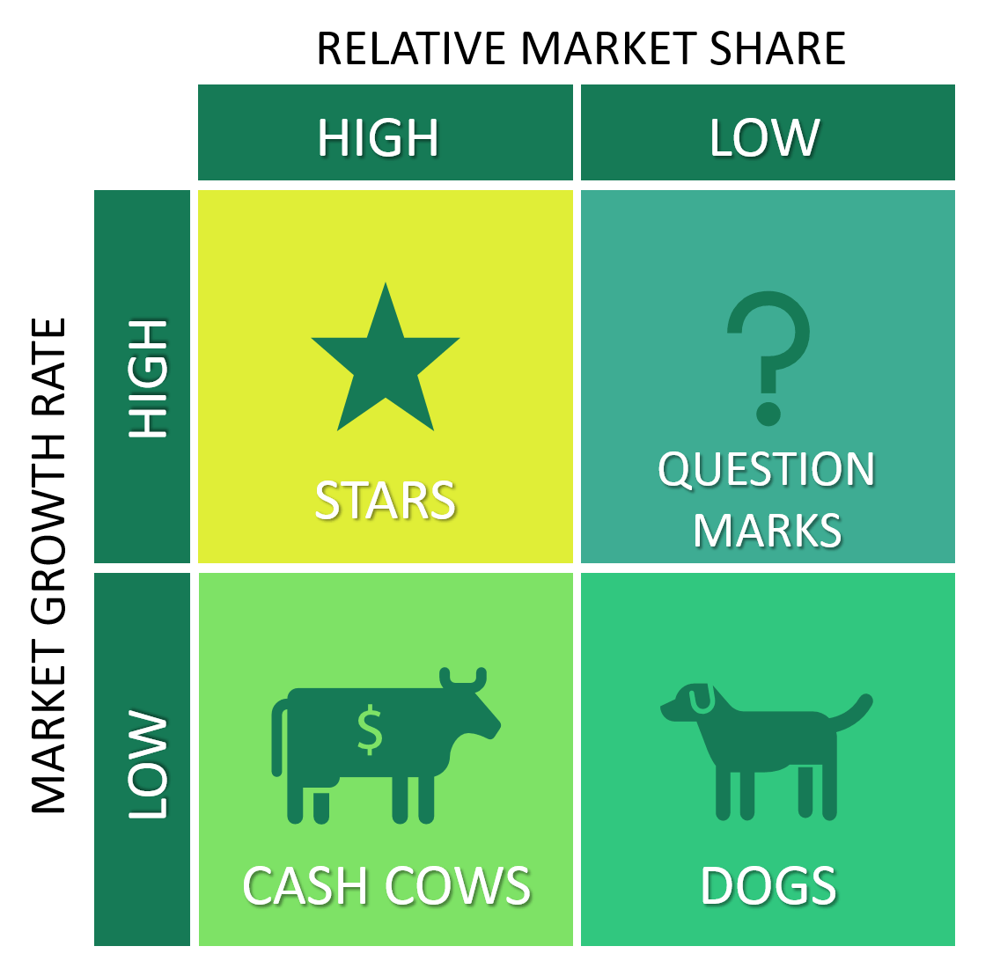 RELATIVE MARKET SHARE
HIGH
LOW
MARKET GROWTH RATE
HIGH
STARS
QUESTION
MARKS
LOW
$
CASH COWS
DOGS